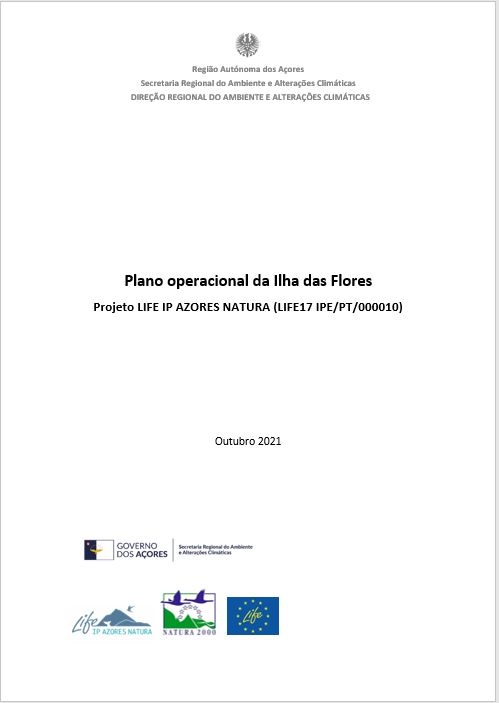 Região Autónoma dos Açores
Secretaria Regional do Ambiente e Alterações Climáticas
DIREÇÃO REGIONAL DO AMBIENTE E ALTERAÇÕES CLIMÁTICAS
Plano operacional da Ilha das Flores
Projeto LIFE IP AZORES NATURA (LIFE17 IPE/PT/000010)
Outubro 2021
GOVERNO
DOS AÇORES
Secretaria Regional do Ambiente
e Alterações Climáticas
Life
IP AZORES NATURA
NATURA 2000
Life